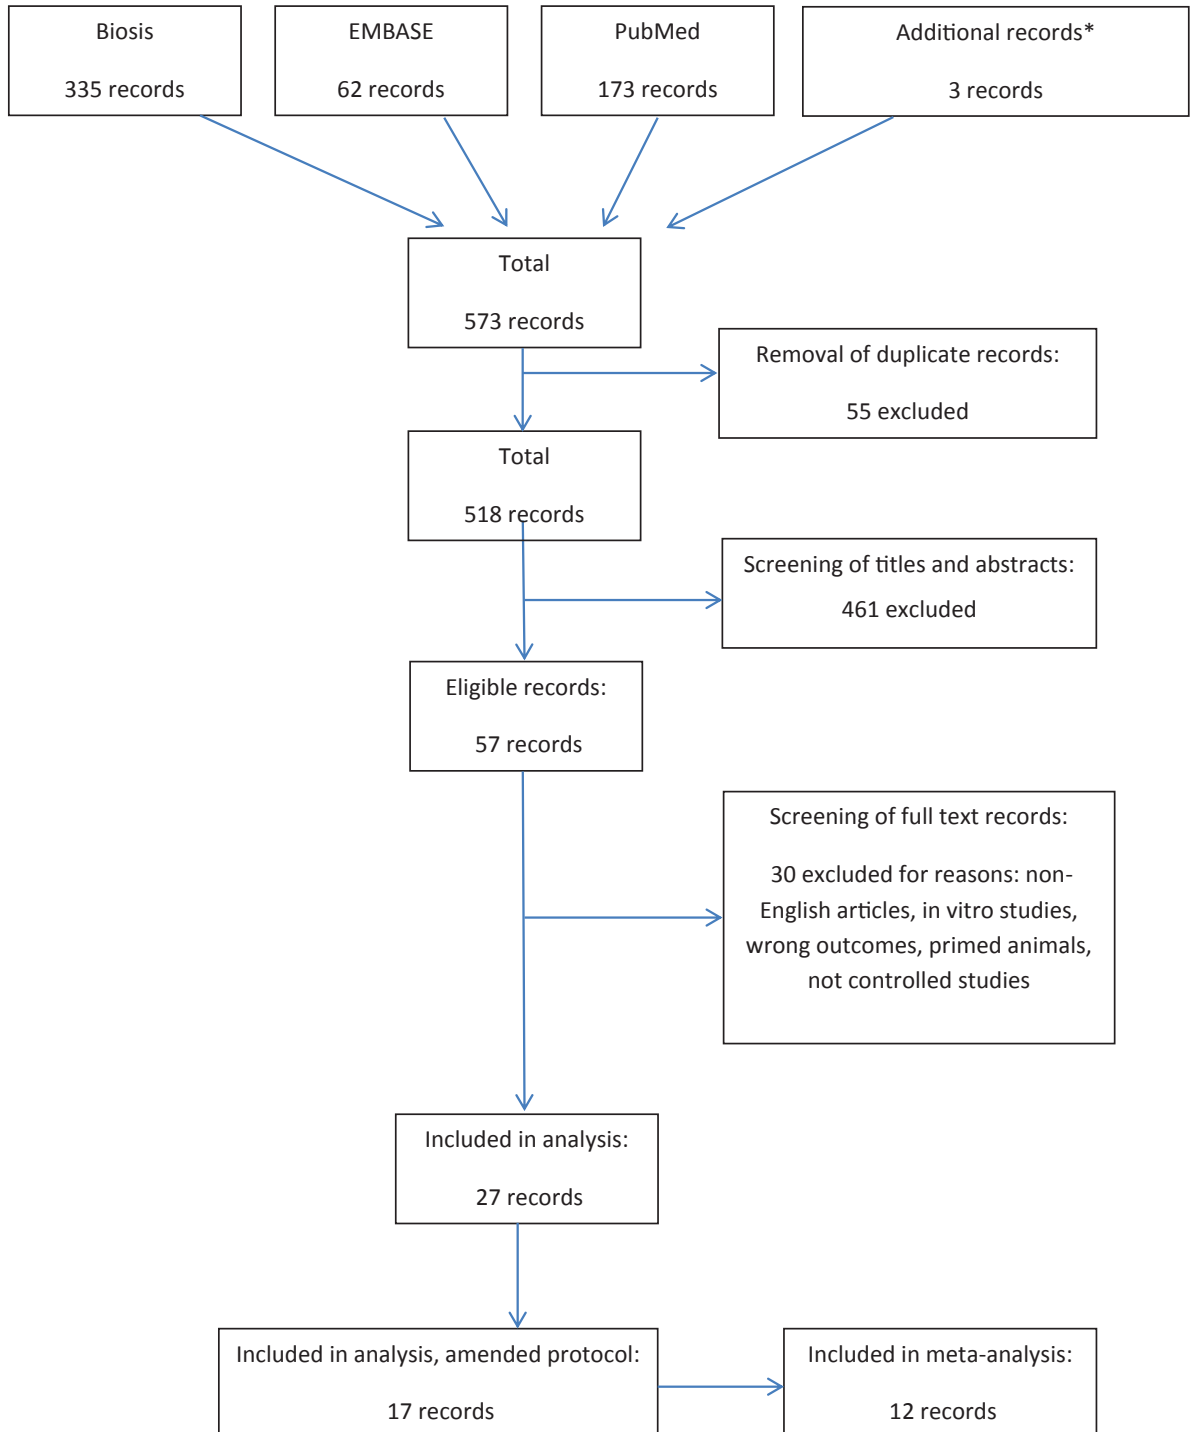 Biosis
335 records
EMBASE
62 records
PubMed
173 records
Additional records*
3 records
Total
573 records
Removal of duplicate records:
55 excluded
Total
518 records
Screening of titles and abstracts:
461 excluded
Eligible records:
57 records
Screening of full text records:
30 excluded for reasons: non-
English articles, in vitro studies,
wrong outcomes, primed animals,
not controlled studies
Included in analysis:
27 records
Included in analysis, amended protocol:
17 records
Included in meta-analysis:
12 records